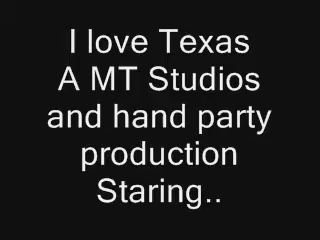 I love Texas
A MT Studios
and hand party
production
Staring..